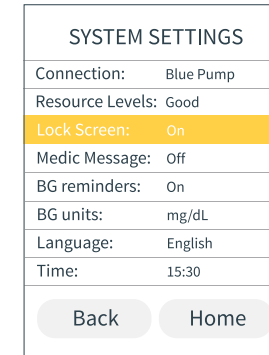 SYSTEM SETTINGS
Connection: Blue Pump
Resource Levels: Good
Lock Screen: On
Medic Message: Off
BG reminders: On
BG units: mg/dL
Language: English
Time: 15:30
Back Home